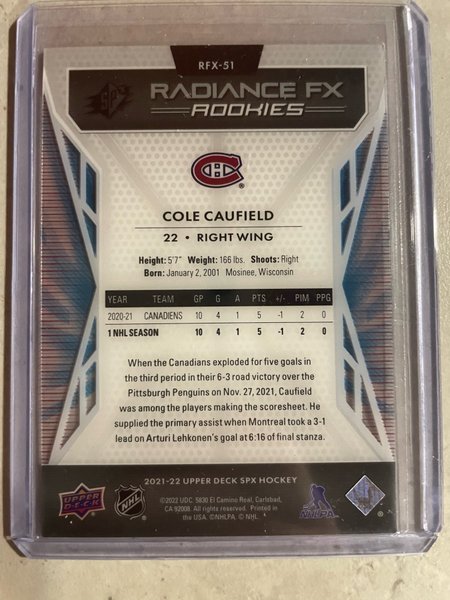 RFX-51
SPX
RADIANCE FX
ROOKIES
COLE CAUFIELD
22 • RIGHT WING
Height: 5'7" Weight: 166 lbs. Shoots: Right
Born: January 2, 2001 Mosinee, Wisconsin
YEAR TEAM GP G A PTS +/- PIM PPG
2020-21 CANADIENS 10 4 1 5 -1 2 0
1 NHL SEASON 10 4 1 5 -1 2 0
When the Canadians exploded for five goals in
the third period in their 6-3 road victory over the
Pittsburgh Penguins on Nov. 27, 2021, Caufield
was among the players making the scoresheet. He
supplied the primary assist when Montreal took a 3-1
lead on Arturi Lehkonen's goal at 6:16 of final stanza.
2021-22 UPPER DECK SPX HOCKEY
UPPER DECK
NHL
©2022 UDC. 5830 El Camino Real, Carlsbad,
CA 92008. All rights reserved. Printed in
the USA. ©NHLPA, © NHL.
NHLPA